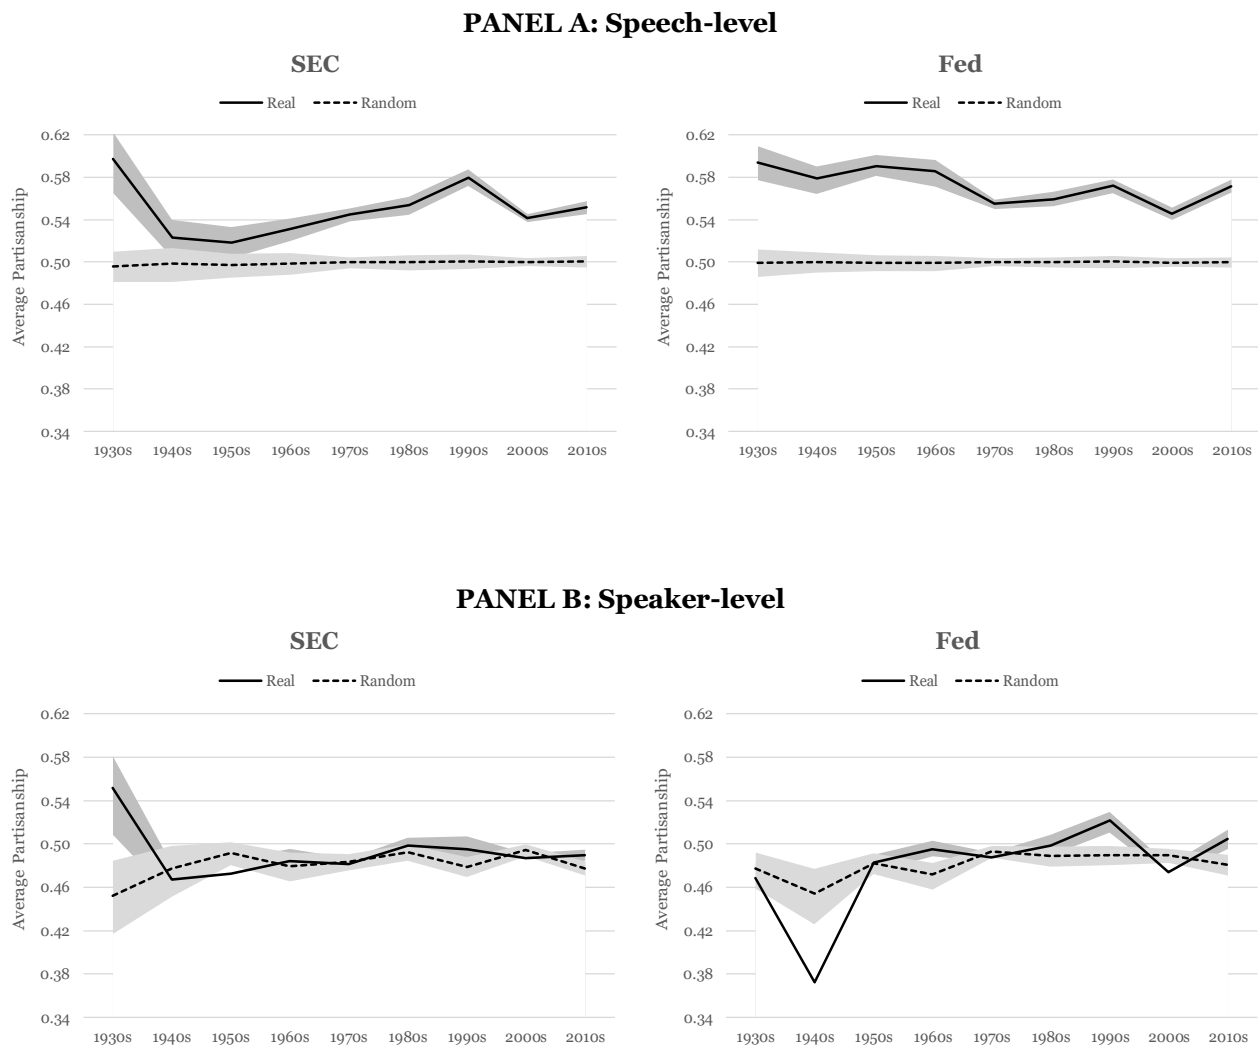 PANEL A: Speech-level
SEC
Real Random
0.62
0.58
0.54
0.50
0.46
0.42
0.38
0.34
Average Partisanship
1930s 1940s 1950s 1960s 1970s 1980s 1990s 2000s 2010s
Fed
Real Random
0.62
0.58
0.54
0.50
0.46
0.42
0.38
0.34
Average Partisanship
1930s 1940s 1950s 1960s 1970s 1980s 1990s 2000s 2010s
PANEL B: Speaker-level
SEC
Real Random
0.62
0.58
0.54
0.50
0.46
0.42
0.38
0.34
Average Partisanship
1930s 1940s 1950s 1960s 1970s 1980s 1990s 2000s 2010s
Fed
Real Random
0.62
0.58
0.54
0.50
0.46
0.42
0.38
0.34
Average Partisanship
1930s 1940s 1950s 1960s 1970s 1980s 1990s 2000s 2010s